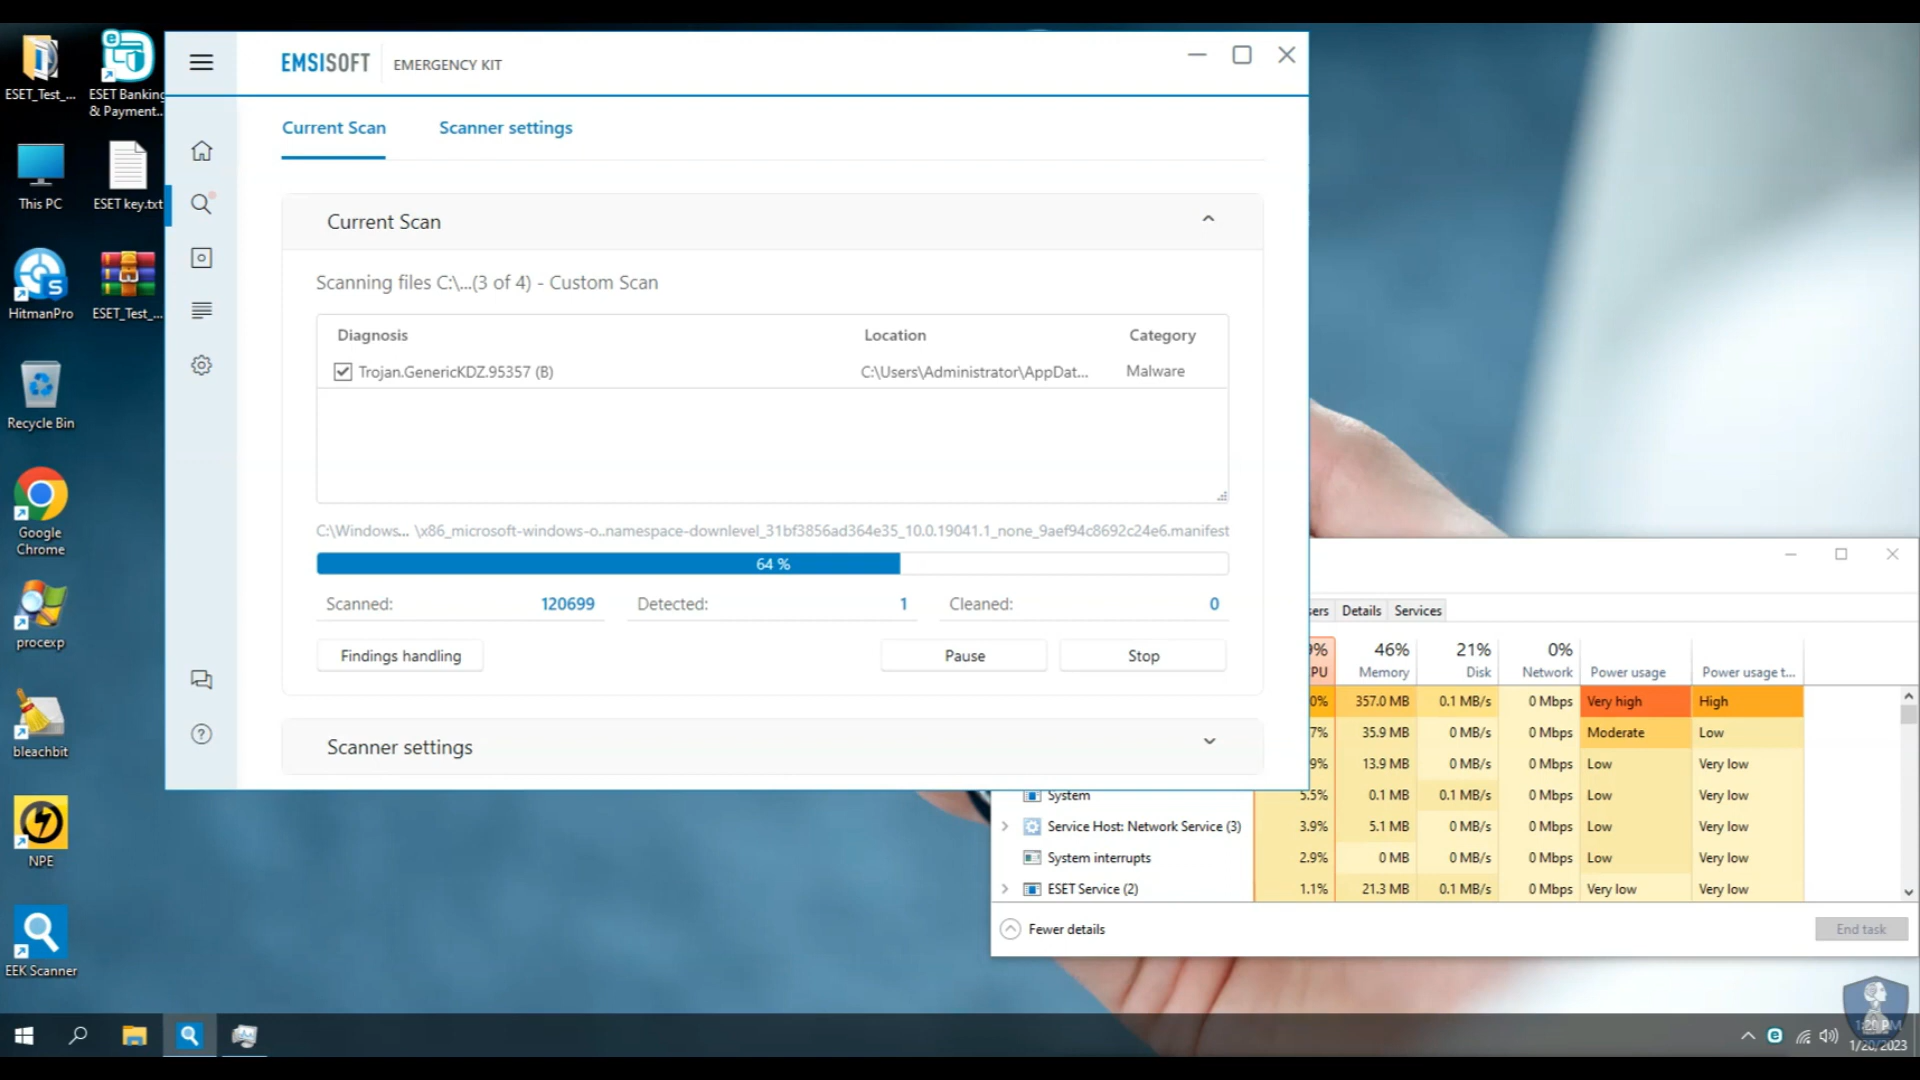 ESET_Test_...
ESET Banking
& Payment...
This PC
ESET key.txt
HitmanPro
ESET_Test_...
Recycle Bin
Google
Chrome
procexp
bleachbit
NPE
EEK Scanner
EMSISOFT
EMERGENCY KIT
Current Scan
Scanner settings
Current Scan
Scanning files C:\...(3 of 4) - Custom Scan
Diagnosis Location Category
Trojan.GenericKDZ.95357 (B) C:\Users\Administrator\AppDat... Malware
C:\Windows... \x86_microsoft-windows-o..namespace-downlevel_31bf3856ad364e35_10.0.19041.1_none_9aef94c8692c24e6.manifest
64 %
Scanned: 120699 Detected: 1 Cleaned: 0
Findings handling Pause Stop
Scanner settings
sers Details Services
9% 46% 21% 0%
PU Memory Disk Network Power usage Power usage t...
0% 357.0 MB 0.1 MB/s 0 Mbps Very high High
7% 35.9 MB 0 MB/s 0 Mbps Moderate Low
9% 13.9 MB 0 MB/s 0 Mbps Low Very low
System 5.5% 0.1 MB 0.1 MB/s 0 Mbps Low Very low
Service Host: Network Service (3) 3.9% 5.1 MB 0 MB/s 0 Mbps Low Very low
System interrupts 2.9% 0 MB 0 MB/s 0 Mbps Low Very low
ESET Service (2) 1.1% 21.3 MB 0.1 MB/s 0 Mbps Very low Very low
Fewer details
End task
PM
1/20/2023